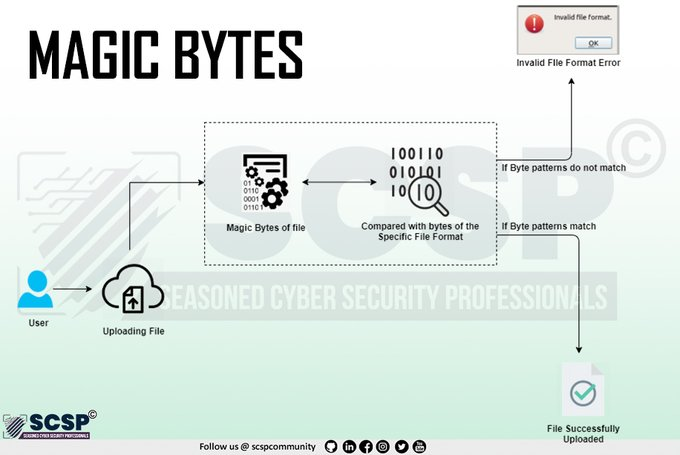 MAGIC BYTES
Invalid file format.
OK
Invalid FIle Format Error
100110
010101
10 10
01
0110
0001
01101
If Byte patterns do not match
Magic Bytes of file
Compared with bytes of the
Specific File Format
If Byte patterns match
SCSP©
SEASONED CYBER SECURITY PROFESSIONALS
User
Uploading File
File Successfully
Uploaded
SCSP©
SEASONED CYBER SECURITY PROFESSIONALS
Follow us @ scspcommunity